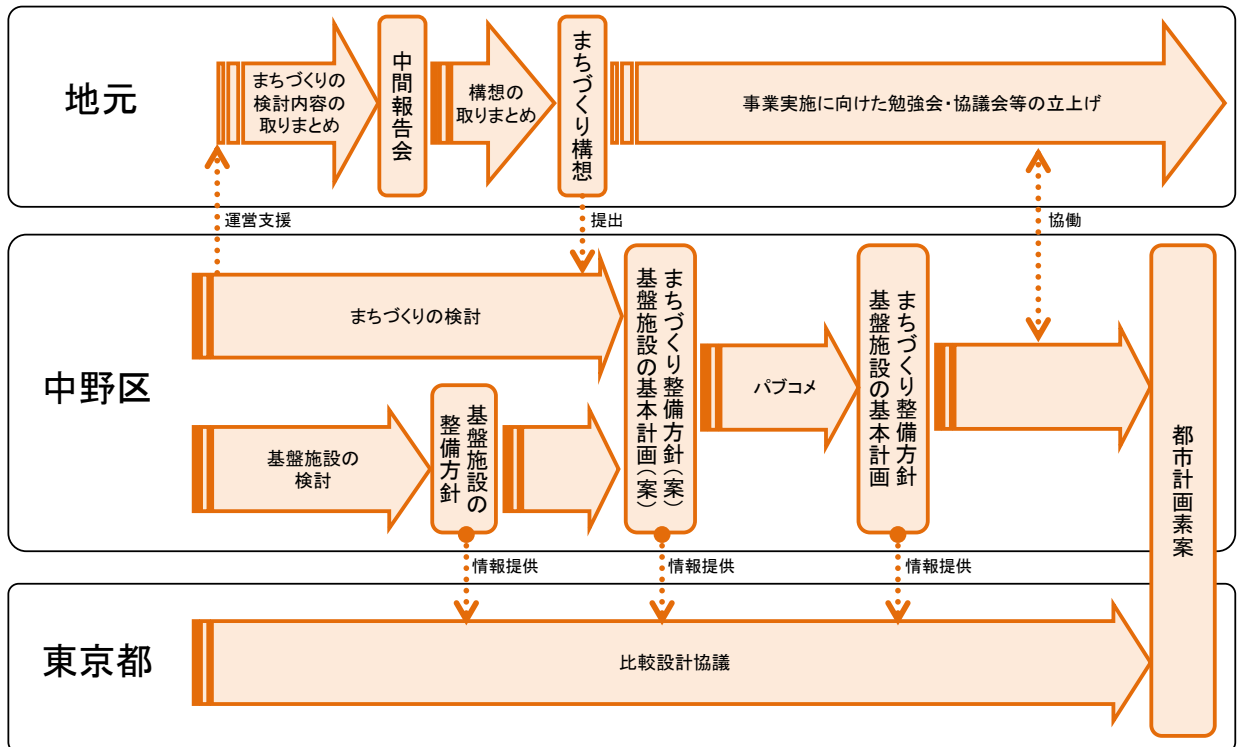 地元
まちづくりの
検討内容の
取りまとめ
中間報告会
構想の
取りまとめ
まちづくり構想
事業実施に向けた勉強会・協議会等の立上げ
運営支援
提出
協働
中野区
まちづくりの検討
基盤施設の
検討
基盤施設の
整備方針
まちづくり整備方針（案）
基盤施設の基本計画（案）
パブコメ
まちづくり整備方針
基盤施設の基本計画
都市計画素案
情報提供
情報提供
情報提供
東京都
比較設計協議